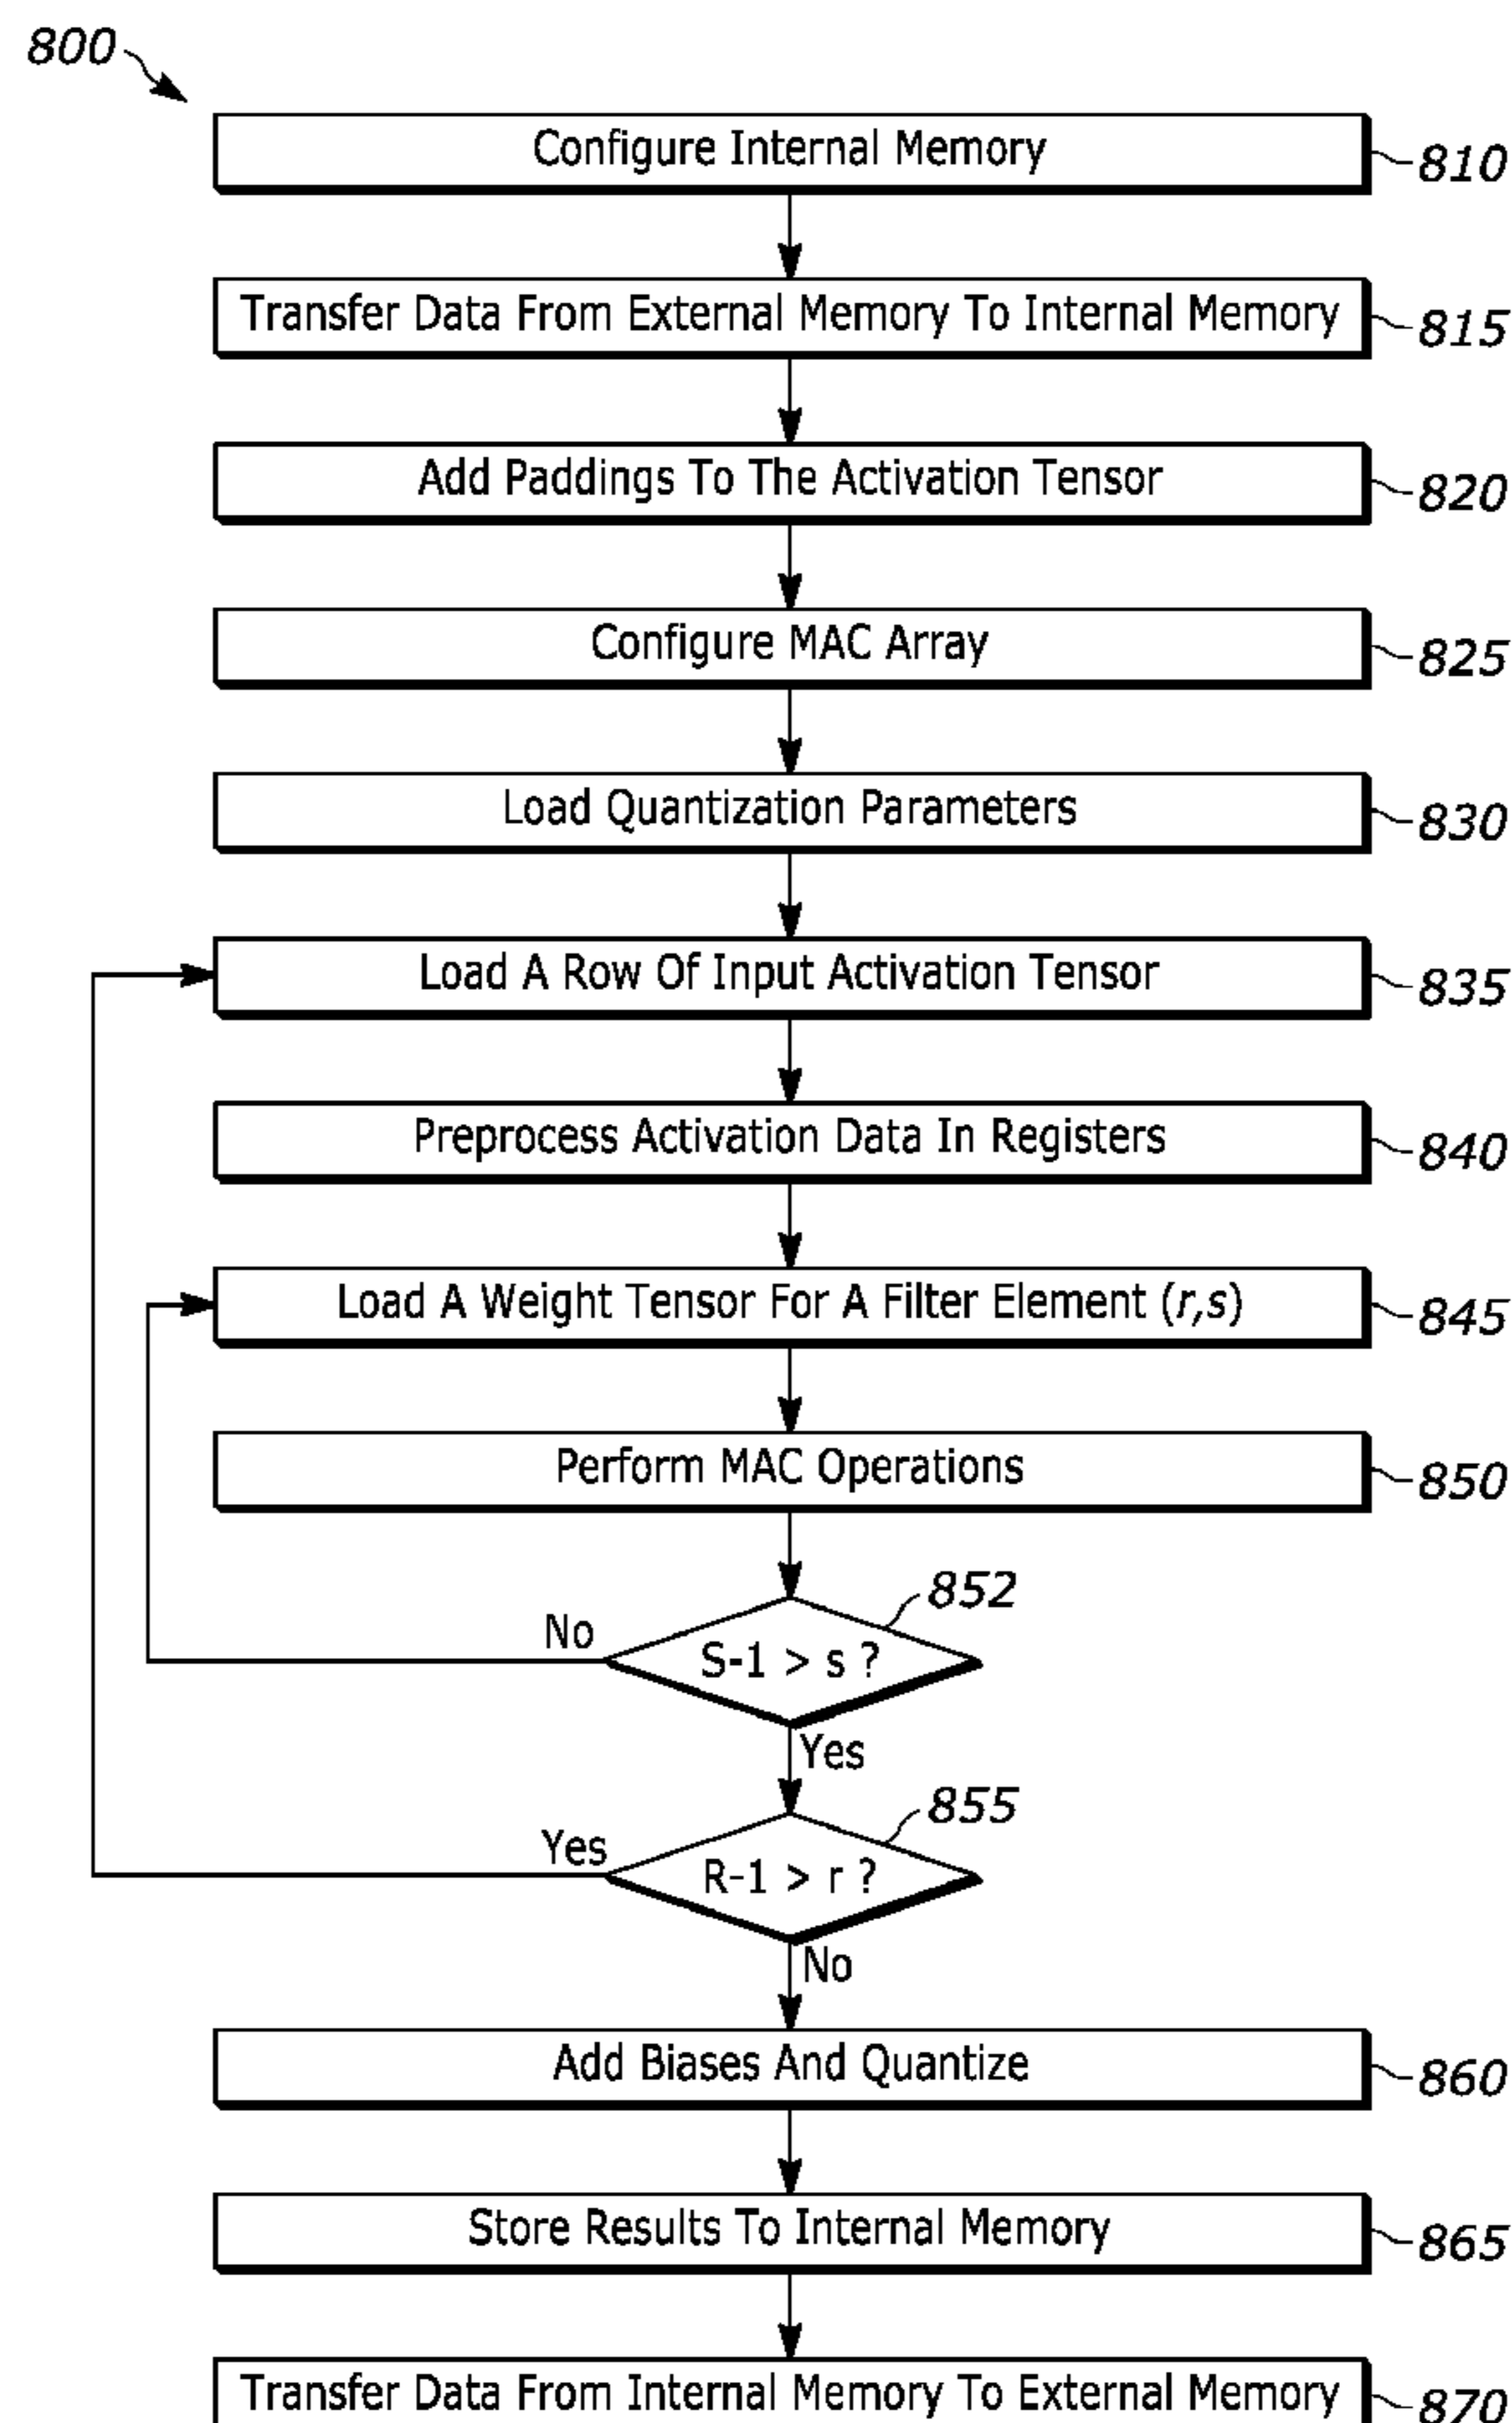 800
Configure Internal Memory 810
Transfer Data From External Memory To Internal Memory 815
Add Paddings To The Activation Tensor 820
Configure MAC Array 825
Load Quantization Parameters 830
Load A Row Of Input Activation Tensor 835
Preprocess Activation Data In Registers 840
Load A Weight Tensor For A Filter Element (r,s) 845
Perform MAC Operations 850
852
No
S-1 > s ?
Yes
855
Yes
R-1 > r ?
No
Add Biases And Quantize 860
Store Results To Internal Memory 865
Transfer Data From Internal Memory To External Memory 870